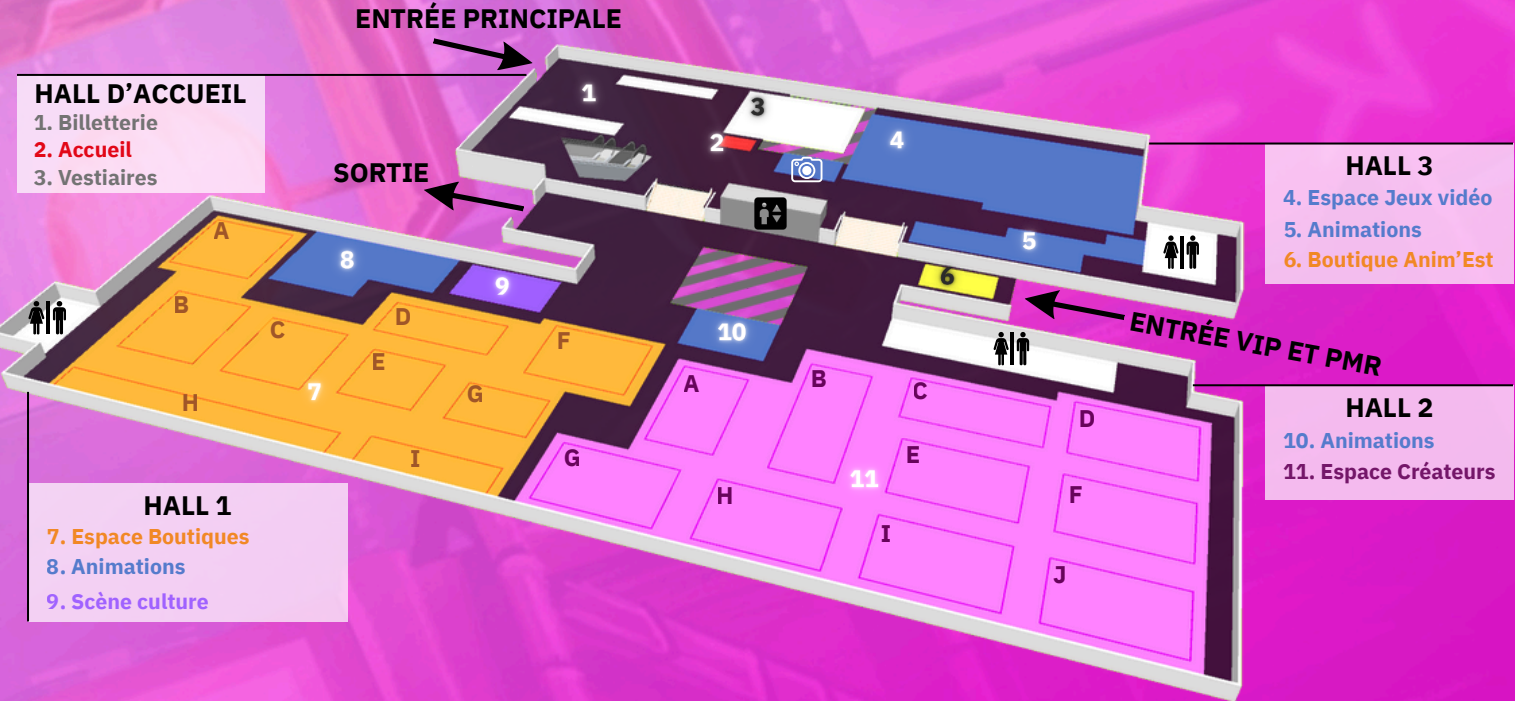 ENTRÉE PRINCIPALE
HALL D’ACCUEIL
1. Billetterie
2. Accueil
3. Vestiaires
SORTIE
1
2
3
4
5
6
HALL 3
4. Espace Jeux vidéo
5. Animations
6. Boutique Anim’Est
ENTRÉE VIP ET PMR
A
B
C
D
E
F
G
H
I
7
8
9
10
A
B
C
D
E
F
G
H
I
J
11
HALL 2
10. Animations
11. Espace Créateurs
HALL 1
7. Espace Boutiques
8. Animations
9. Scène culture